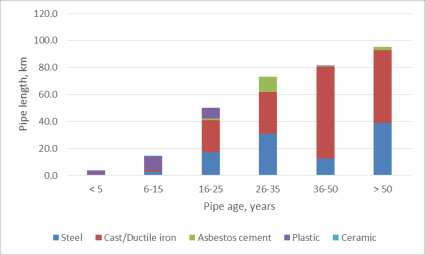 120.0
100.0
80.0
60.0
40.0
20.0
0.0
Pipe length, km
< 5 6-15 16-25 26-35 36-50 > 50
Pipe age, years
Steel Cast/Ductile iron Asbestos cement Plastic Ceramic